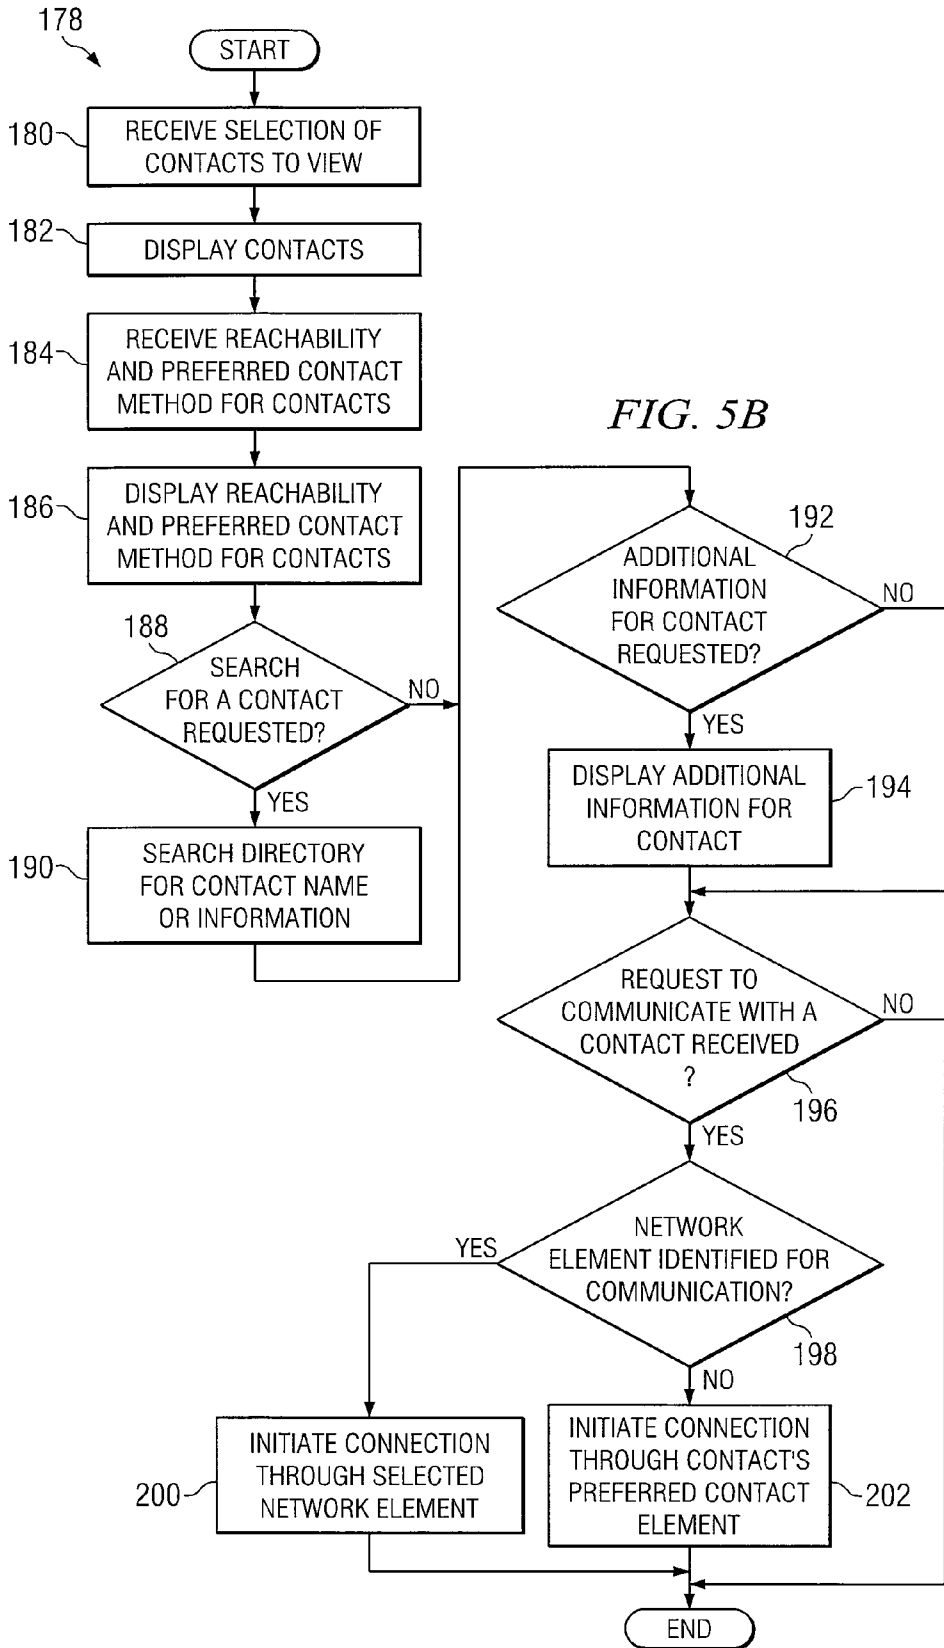 178
START
180
RECEIVE SELECTION OF
CONTACTS TO VIEW
182
DISPLAY CONTACTS
184
RECEIVE REACHABILITY
AND PREFERRED CONTACT
METHOD FOR CONTACTS
FIG. 5B
186
DISPLAY REACHABILITY
AND PREFERRED CONTACT
METHOD FOR CONTACTS
188
SEARCH
FOR A CONTACT
REQUESTED?
NO
YES
190
SEARCH DIRECTORY
FOR CONTACT NAME
OR INFORMATION
192
ADDITIONAL
INFORMATION
FOR CONTACT
REQUESTED?
NO
YES
DISPLAY ADDITIONAL
INFORMATION FOR
CONTACT
194
REQUEST TO
COMMUNICATE WITH A
CONTACT RECEIVED
?
NO
196
YES
NETWORK
ELEMENT IDENTIFIED FOR
COMMUNICATION?
YES
198
NO
200
INITIATE CONNECTION
THROUGH SELECTED
NETWORK ELEMENT
INITIATE CONNECTION
THROUGH CONTACT'S
PREFERRED CONTACT
ELEMENT
202
END